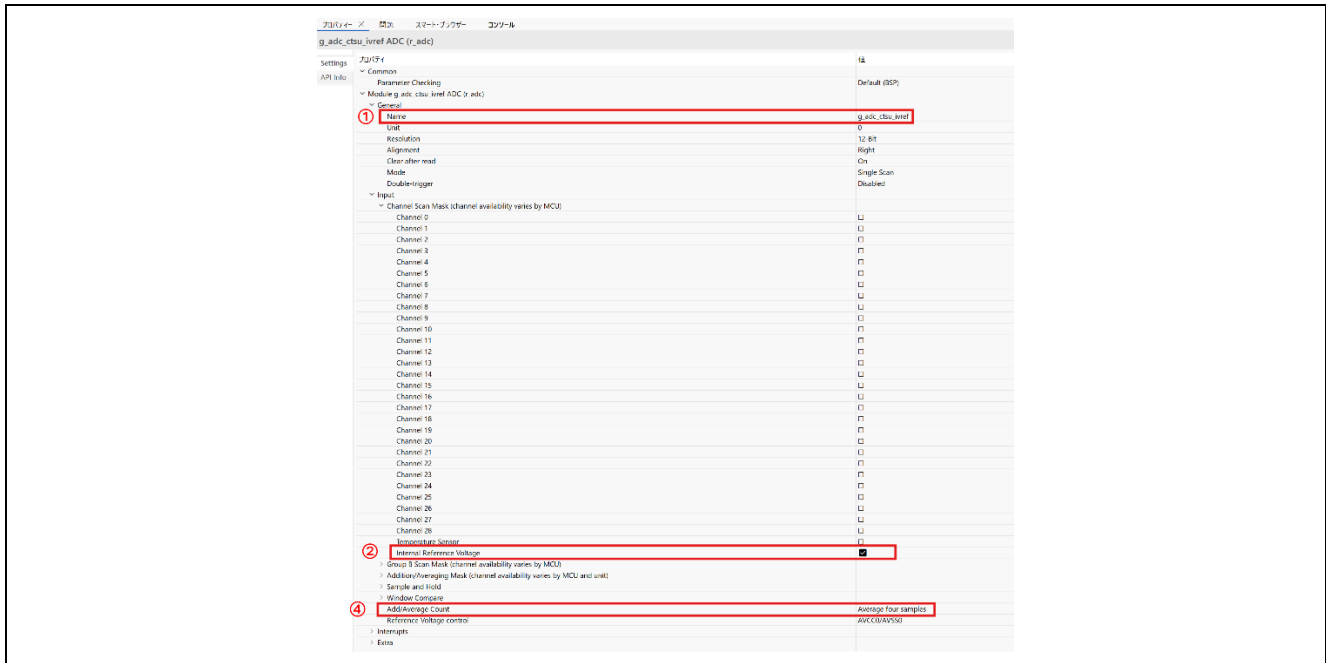 プロパティー × 問題 スマート・ブラウザー コンソール
g_adc_ctsu_ivref ADC (r_adc)
Settings
API Info
プロパティ 値
Common
Parameter Checking Default (BSP)
Module g_adc_ctsu_ivref ADC (r_adc)
General
① Name g_adc_ctsu_ivref
Unit 0
Resolution 12-Bit
Alignment Right
Clear after read On
Mode Single Scan
Double-trigger Disabled
Input
Channel Scan Mask (channel availability varies by MCU)
Channel 0
Channel 1
Channel 2
Channel 3
Channel 4
Channel 5
Channel 6
Channel 7
Channel 8
Channel 9
Channel 10
Channel 11
Channel 12
Channel 13
Channel 14
Channel 15
Channel 16
Channel 17
Channel 18
Channel 19
Channel 20
Channel 21
Channel 22
Channel 23
Channel 24
Channel 25
Channel 26
Channel 27
Channel 28
Temperature Sensor
② Internal Reference Voltage
Group B Scan Mask (channel availability varies by MCU)
Addition/Averaging Mask (channel availability varies by MCU and unit)
Sample and Hold
Window Compare
④ Add/Average Count Average four samples
Reference Voltage control AVCC0/AVSS0
Interrupts
Extra